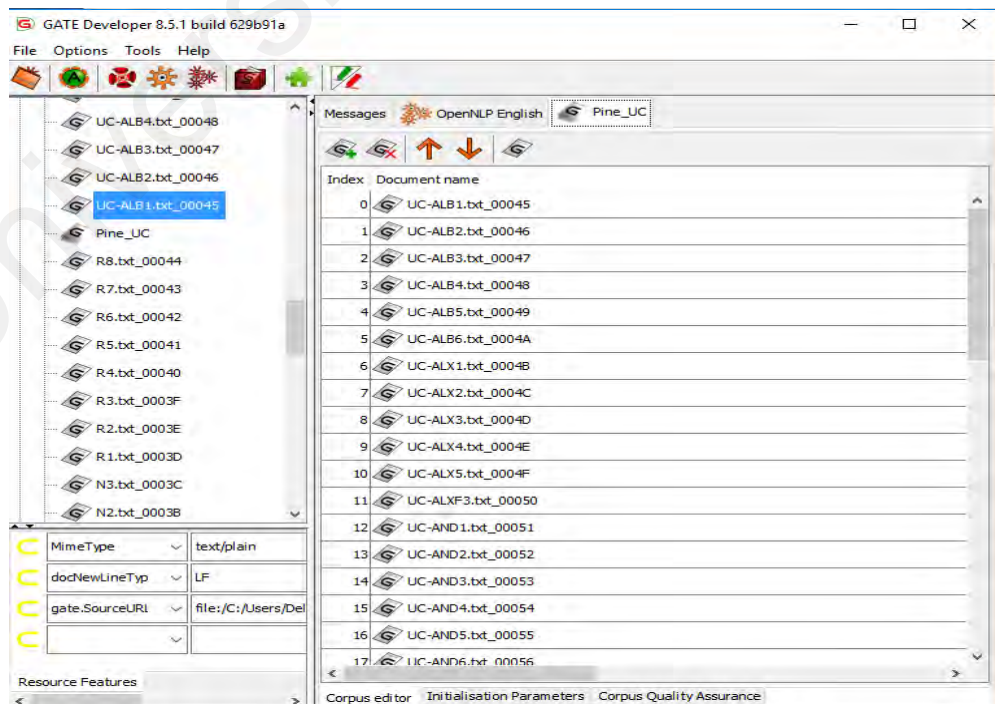 GATE Developer 8.5.1 build 629b91a
File Options Tools Help
UC-ALB4.txt_00048
UC-ALB3.txt_00047
UC-ALB2.txt_00046
UC-ALB1.txt_00045
Pine_UC
R8.txt_00044
R7.txt_00043
R6.txt_00042
R5.txt_00041
R4.txt_00040
R3.txt_0003F
R2.txt_0003E
R1.txt_0003D
N3.txt_0003C
N2.txt_0003B
MimeType text/plain
docNewLineTyp LF
gate.SourceURL file:/C:/Users/Del
Resource Features
Messages OpenNLP English Pine_UC
Index Document name
0 UC-ALB1.txt_00045
1 UC-ALB2.txt_00046
2 UC-ALB3.txt_00047
3 UC-ALB4.txt_00048
4 UC-ALB5.txt_00049
5 UC-ALB6.txt_0004A
6 UC-ALX1.txt_0004B
7 UC-ALX2.txt_0004C
8 UC-ALX3.txt_0004D
9 UC-ALX4.txt_0004E
10 UC-ALX5.txt_0004F
11 UC-ALXF3.txt_00050
12 UC-AND1.txt_00051
13 UC-AND2.txt_00052
14 UC-AND3.txt_00053
15 UC-AND4.txt_00054
16 UC-AND5.txt_00055
17 UC-AND6.txt_00056
Corpus editor Initialisation Parameters Corpus Quality Assurance